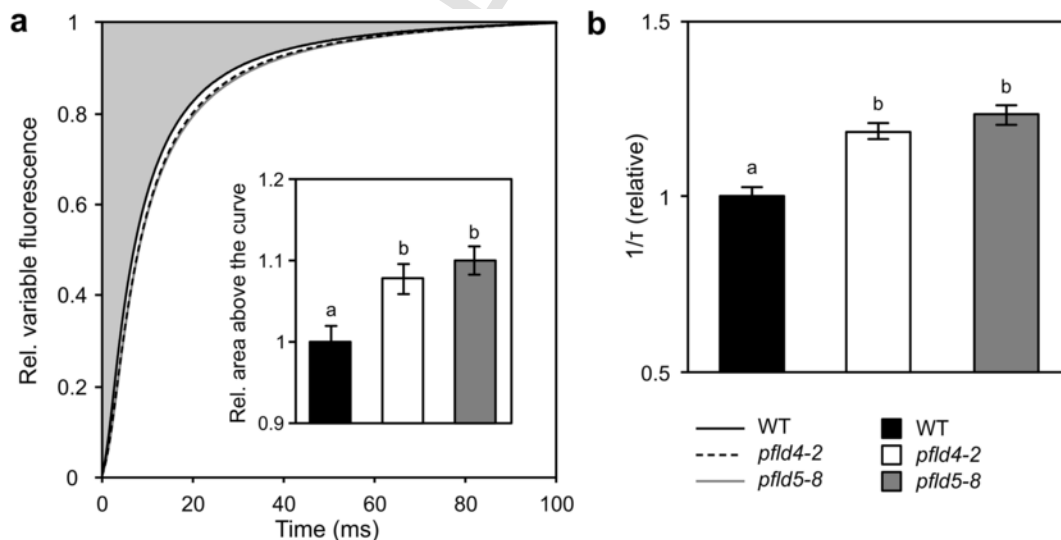 a
Rel. variable fluorescence
1
0.8
0.6
0.4
0.2
0
0
20
40
60
80
100
Time (ms)
Rel. area above the curve
1.2
1.1
1
0.9
a
b
b
b
1/τ (relative)
1.5
1
0.5
a
b
b
WT
pfld4-2
pfld5-8
WT
pfld4-2
pfld5-8